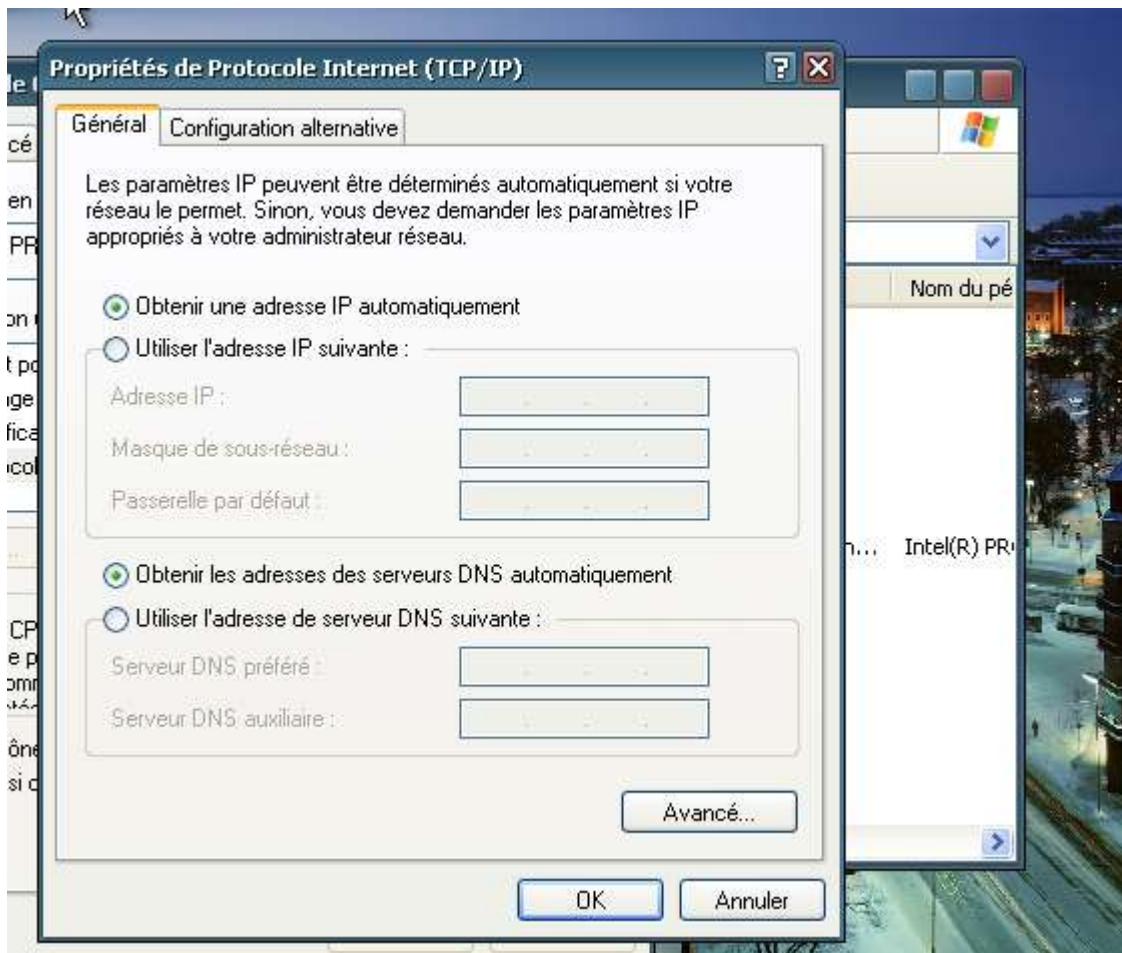 Propriétés de Protocole Internet (TCP/IP)
Général
Configuration alternative
Les paramètres IP peuvent être déterminés automatiquement si votre
réseau le permet. Sinon, vous devez demander les paramètres IP
appropriés à votre administrateur réseau.
Obtenir une adresse IP automatiquement
Utiliser l'adresse IP suivante :
Adresse IP :
Masque de sous-réseau :
Passerelle par défaut :
Obtenir les adresses des serveurs DNS automatiquement
Utiliser l'adresse de serveur DNS suivante :
Serveur DNS préféré :
Serveur DNS auxiliaire :
Avancé...
OK
Annuler
Nom du pé
Intel(R) PR
cé
en
PR